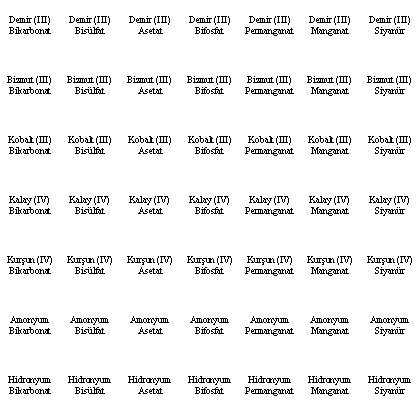 Demir (III) Demir (III) Demir (III) Demir (III) Demir (III) Demir (III) Demir (III)
Bikarbonat Bisülfat Asetat Bifosfat Permanganat Manganat Siyanür
Bizmut (III) Bizmut (III) Bizmut (III) Bizmut (III) Bizmut (III) Bizmut (III) Bizmut (III)
Bikarbonat Bisülfat Asetat Bifosfat Permanganat Manganat Siyanür
Kobalt (III) Kobalt (III) Kobalt (III) Kobalt (III) Kobalt (III) Kobalt (III) Kobalt (III)
Bikarbonat Bisülfat Asetat Bifosfat Permanganat Manganat Siyanür
Kalay (IV) Kalay (IV) Kalay (IV) Kalay (IV) Kalay (IV) Kalay (IV) Kalay (IV)
Bikarbonat Bisülfat Asetat Bifosfat Permanganat Manganat Siyanür
Kurşun (IV) Kurşun (IV) Kurşun (IV) Kurşun (IV) Kurşun (IV) Kurşun (IV) Kurşun (IV)
Bikarbonat Bisülfat Asetat Bifosfat Permanganat Manganat Siyanür
Amonyum Amonyum Amonyum Amonyum Amonyum Amonyum Amonyum
Bikarbonat Bisülfat Asetat Bifosfat Permanganat Manganat Siyanür
Hidronyum Hidronyum Hidronyum Hidronyum Hidronyum Hidronyum Hidronyum
Bikarbonat Bisülfat Asetat Bifosfat Permanganat Manganat Siyanür